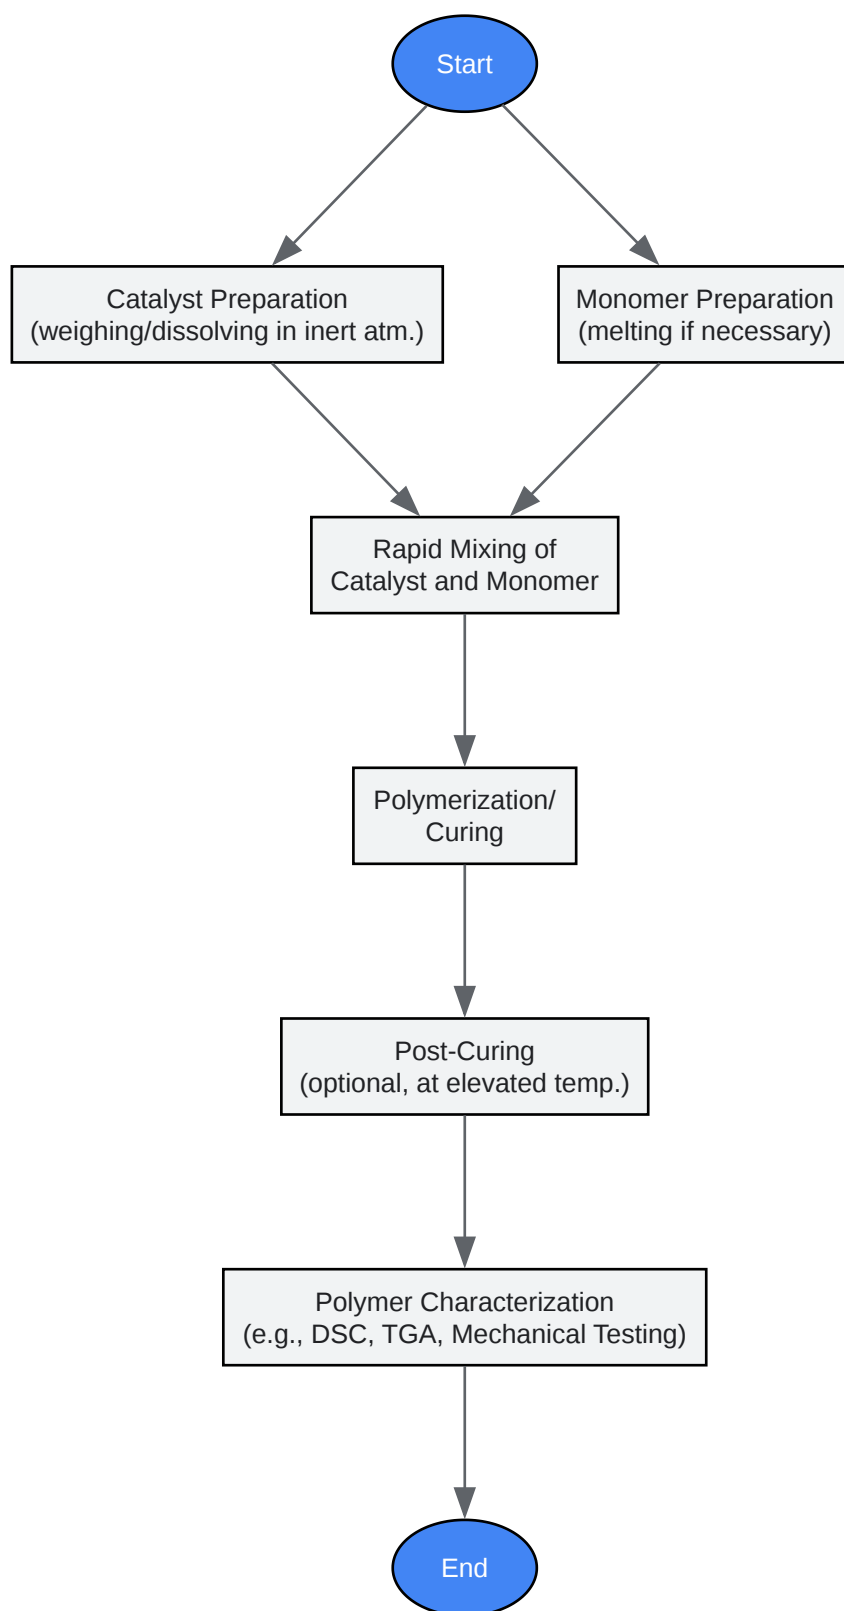 Start
Catalyst Preparation
(weighing/dissolving in inert atm.)
Monomer Preparation
(melting if necessary)
Rapid Mixing of
Catalyst and Monomer
Polymerization/
Curing
Post-Curing
(optional, at elevated temp.)
Polymer Characterization
(e.g., DSC, TGA, Mechanical Testing)
End